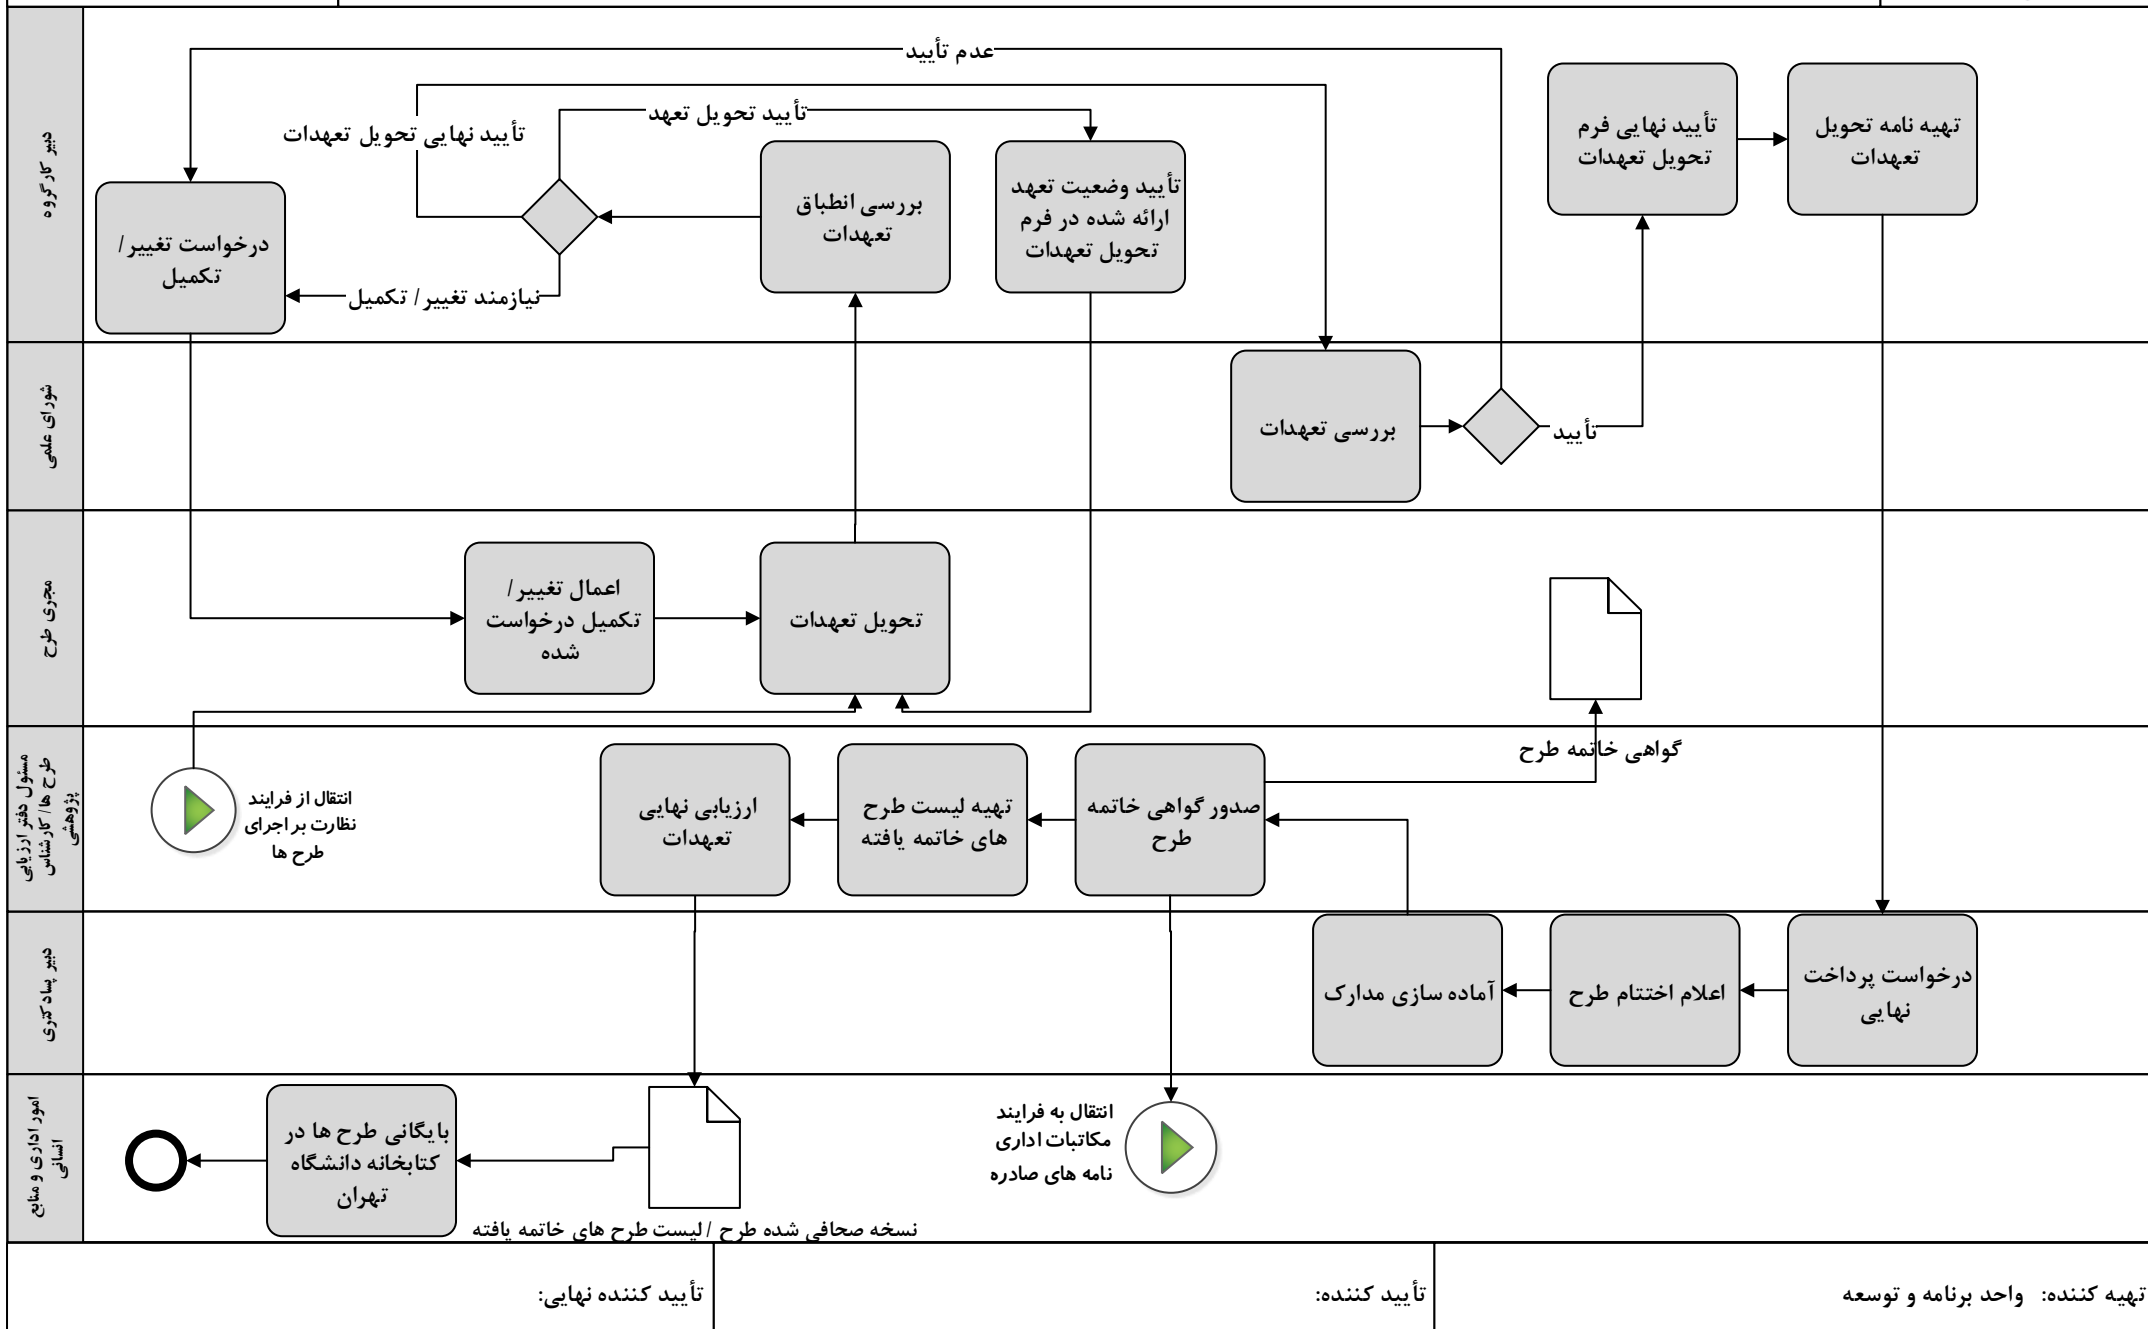 دبیر کارگروه
عدم تأیید
تأیید تحویل تعهد
تأیید نهایی تحویل تعهدات
نیازمند تغییر/ تکمیل
درخواست تغییر/
تکمیل
بررسی انطباق
تعهدات
تأیید وضعیت تعهد
ارائه شده در فرم
تحویل تعهدات
تأیید نهایی فرم
تحویل تعهدات
تهیه نامه تحویل
تعهدات
شورای علمی
بررسی تعهدات
تأیید
مجری طرح
اعمال تغییر/
تکمیل درخواست
شده
تحویل تعهدات
گواهی خاتمه طرح
مسئول دفتر ارزیابی
طرح ها/ کارشناس
پژوهشی
انتقال از فرایند
نظارت بر اجرای
طرح ها
ارزیابی نهایی
تعهدات
تهیه لیست طرح
های خاتمه یافته
صدور گواهی خاتمه
طرح
دبیر پسادکتری
درخواست پرداخت
نهایی
اعلام اختتام طرح
آماده سازی مدارک
امور اداری و منابع
انسانی
انتقال به فرایند
مکاتبات اداری
نامه های صادره
بایگانی طرح ها در
کتابخانه دانشگاه
تهران
نسخه صحافی شده طرح / لیست طرح های خاتمه یافته
تهیه کننده: واحد برنامه و توسعه
تأیید کننده:
تأیید کننده نهایی: